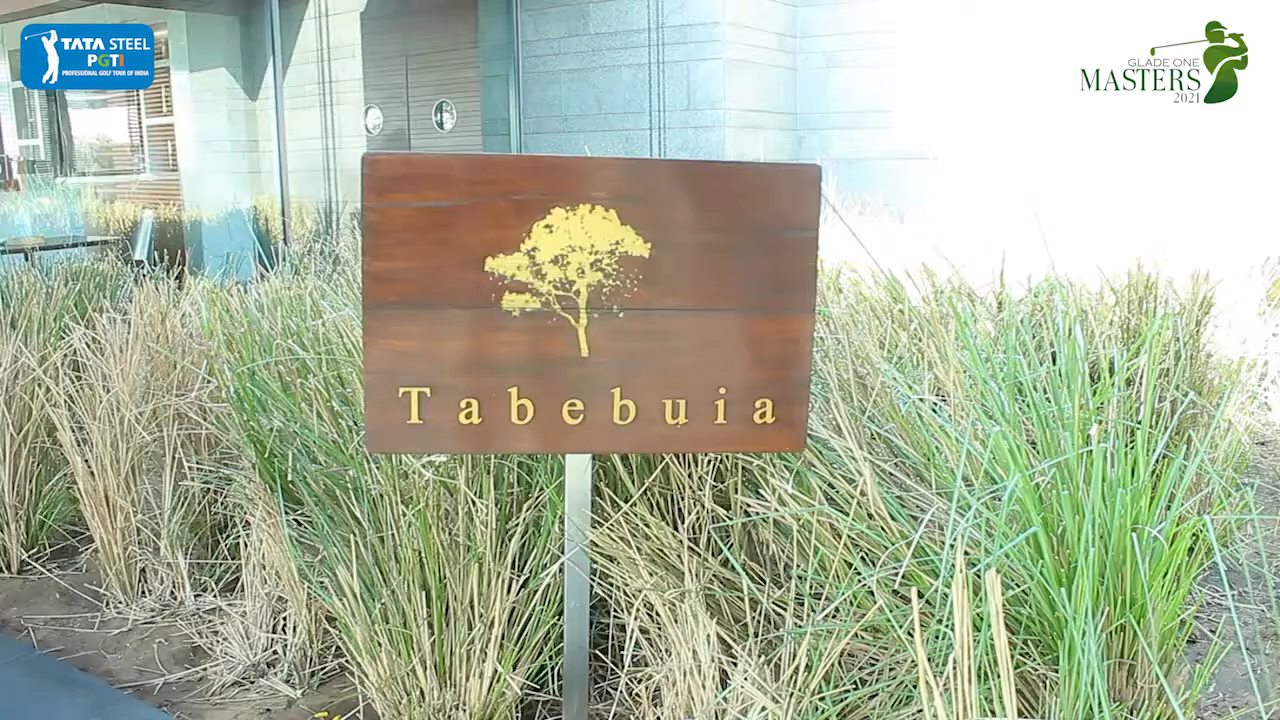 TATA STEEL
PGTI
PROFESSIONAL GOLF TOUR OF INDIA
GLADE ONE
MASTERS
2021
Tabebuia